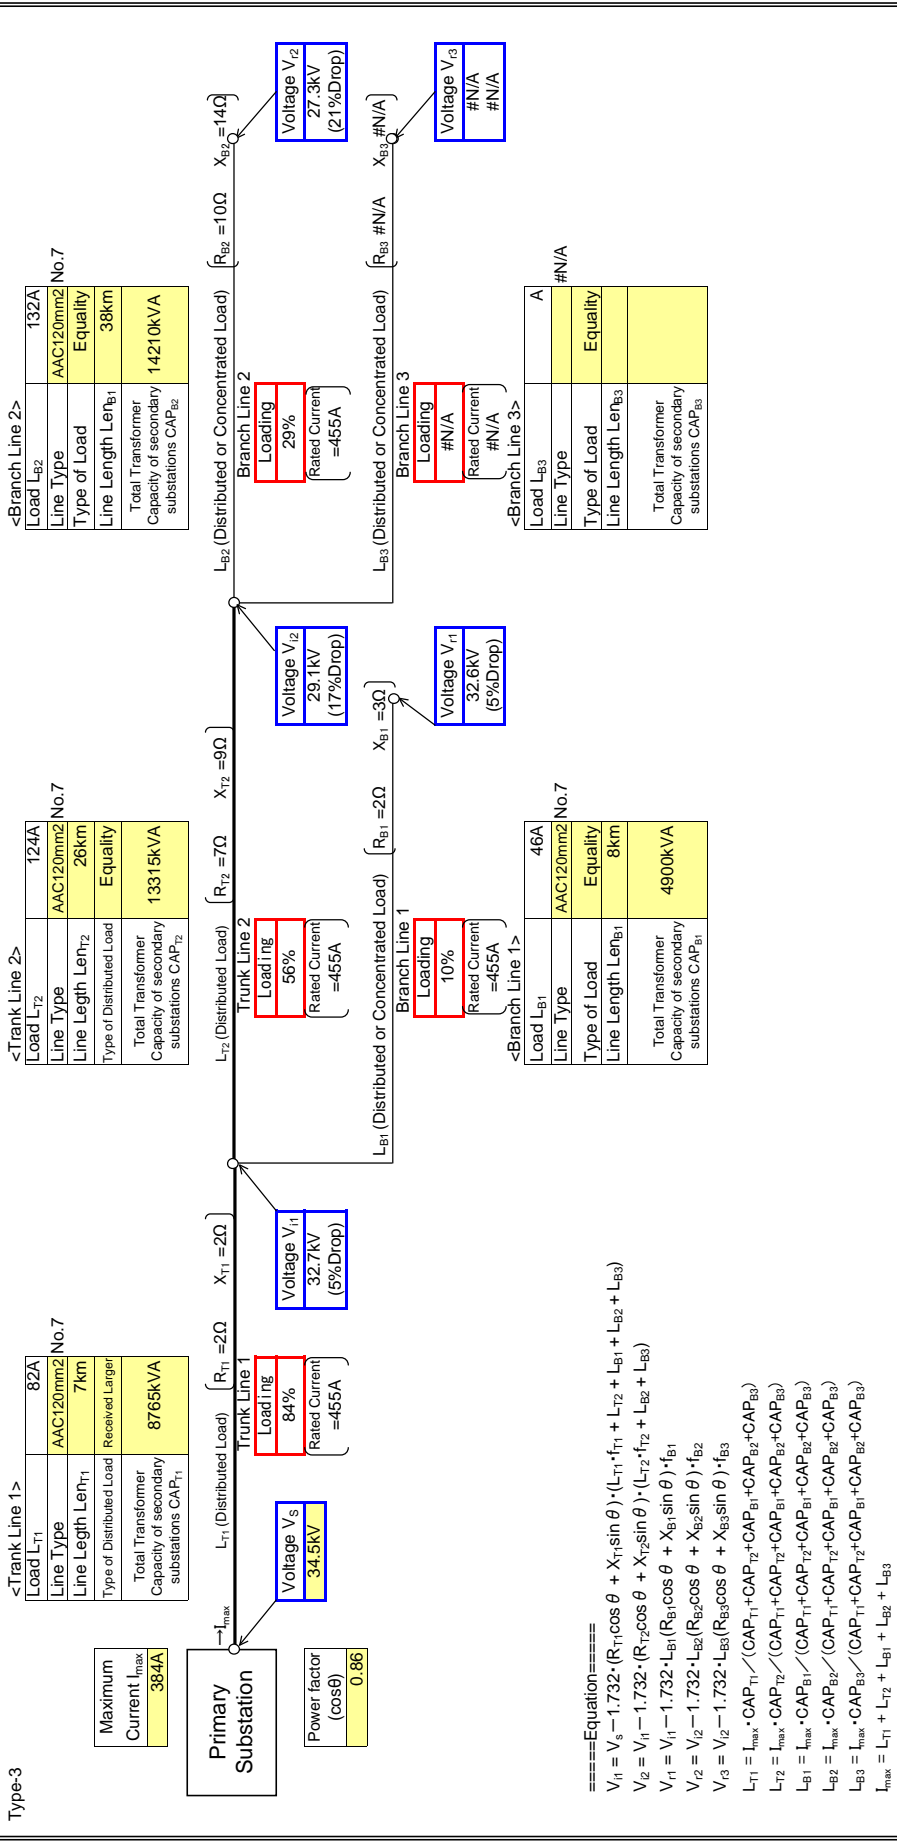 Type-3
Maximum
Current Imax
384A
Primary
Substation
Power factor
(cosθ)
0.86
→Imax
Voltage VS
34.5kV
<Trank Line 1>
Load LT1 82A
Line Type AAC120mm2 No.7
Line Legth LenT1 7km
Type of Distributed Load Received Larger
Total Transformer
Capacity of secondary
substations CAPT1
8765kVA
LT1 (Distributed Load)
RT1 =2Ω XT1 =2Ω
Trunk Line 1
Loading
84%
Rated Current
=455A
Voltage Vi1
32.7kV
(5%Drop)
<Trank Line 2>
Load LT2 124A
Line Type AAC120mm2 No.7
Line Legth LenT2 26km
Type of Distributed Load Equality
Total Transformer
Capacity of secondary
substations CAPT2
13315kVA
LT2 (Distributed Load)
RT2 =7Ω XT2 =9Ω
Trunk Line 2
Loading
56%
Rated Current
=455A
Voltage Vi2
29.1kV
(17%Drop)
LB1 (Distributed or Concentrated Load)
RB1 =2Ω XB1 =3Ω
Branch Line 1
Loading
10%
Rated Current
=455A
Voltage Vr1
32.6kV
(5%Drop)
<Branch Line 1>
Load LB1 46A
Line Type AAC120mm2 No.7
Type of Load Equality
Line Length LenB1 8km
Total Transformer
Capacity of secondary
substations CAPB1
4900kVA
<Branch Line 2>
Load LB2 132A
Line Type AAC120mm2 No.7
Type of Load Equality
Line Length LenB1 38km
Total Transformer
Capacity of secondary
substations CAPB2
14210kVA
LB2 (Distributed or Concentrated Load)
RB2 =10Ω XB2 =14Ω
Branch Line 2
Loading
29%
Rated Current
=455A
Voltage Vr2
27.3kV
(21%Drop)
LB3 (Distributed or Concentrated Load)
RB3 #N/A XB3 #N/A
Branch Line 3
Loading
#N/A
Rated Current
#N/A
Voltage Vr3
#N/A
#N/A
<Branch Line 3>
Load LB3 A
Line Type #N/A
Type of Load Equality
Line Length LenB3
Total Transformer
Capacity of secondary
substations CAPB3
=====Equation=====
Vi1 = Vs－1.732・(RT1cos θ + XT1sin θ)・(LT1・fT1 + LT2 + LB1 + LB2 + LB3)
Vi2 = Vi1－1.732・(RT2cos θ + XT2sin θ)・(LT2・fT2 + LB2 + LB3)
Vr1 = Vi1－1.732・LB1(RB1cos θ + XB1sin θ)・fB1
Vr2 = Vi2－1.732・LB2(RB2cos θ + XB2sin θ)・fB2
Vr3 = Vi2－1.732・LB3(RB3cos θ + XB3sin θ)・fB3
LT1 = Imax・CAPT1／(CAPT1+CAPT2+CAPB1+CAPB2+CAPB3)
LT2 = Imax・CAPT2／(CAPT1+CAPT2+CAPB1+CAPB2+CAPB3)
LB1 = Imax・CAPB1／(CAPT1+CAPT2+CAPB1+CAPB2+CAPB3)
LB2 = Imax・CAPB2／(CAPT1+CAPT2+CAPB1+CAPB2+CAPB3)
LB3 = Imax・CAPB3／(CAPT1+CAPT2+CAPB1+CAPB2+CAPB3)
Imax = LT1 + LT2 + LB1 + LB2 + LB3